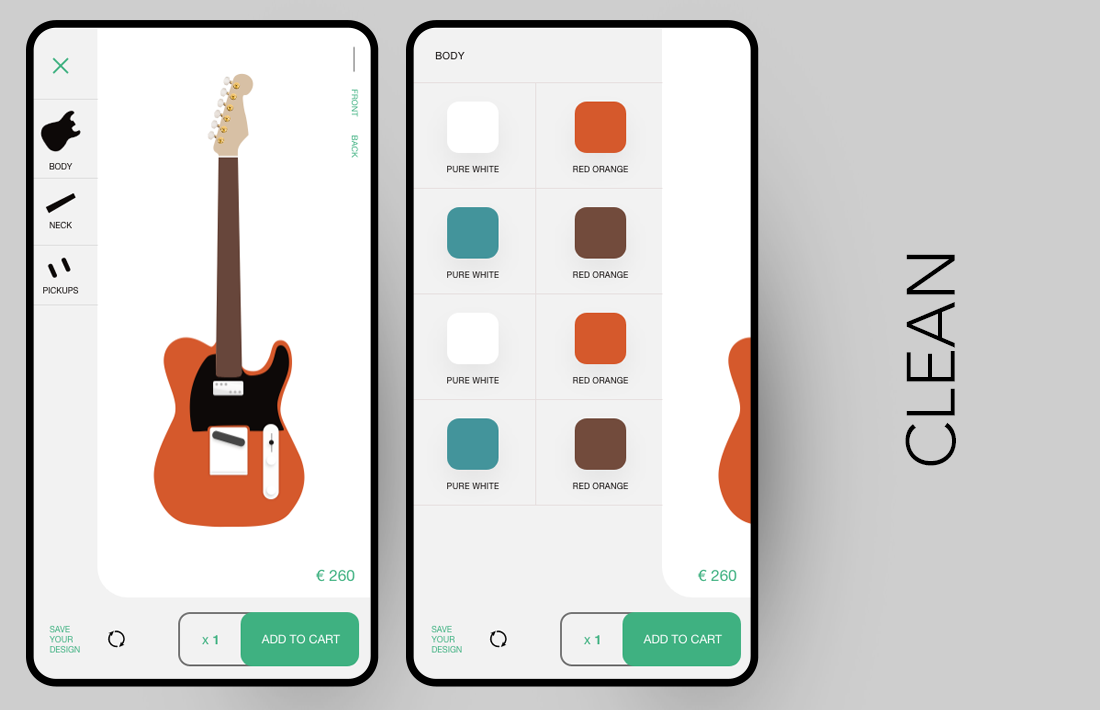 FRONT
BACK
BODY
NECK
PICKUPS
€ 260
SAVE
YOUR
DESIGN
x 1
ADD TO CART
BODY
PURE WHITE
RED ORANGE
PURE WHITE
RED ORANGE
PURE WHITE
RED ORANGE
PURE WHITE
RED ORANGE
€ 260
SAVE
YOUR
DESIGN
x 1
ADD TO CART
CLEAN